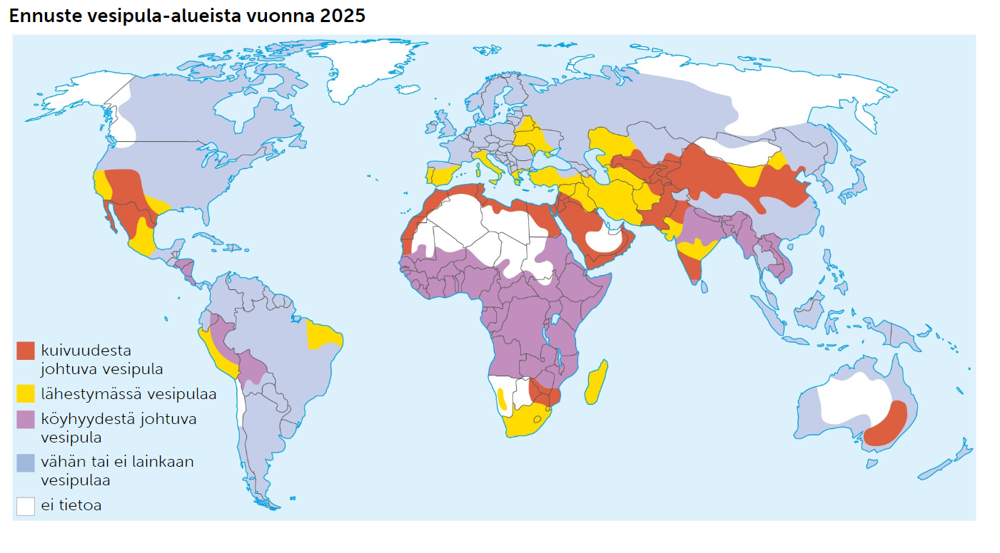 Ennuste vesipula-alueista vuonna 2025
kuivuudesta
johtuva vesipula
lähestymässä vesipulaa
köyhyydestä johtuva
vesipula
vähän tai ei lainkaan
vesipulaa
ei tietoa